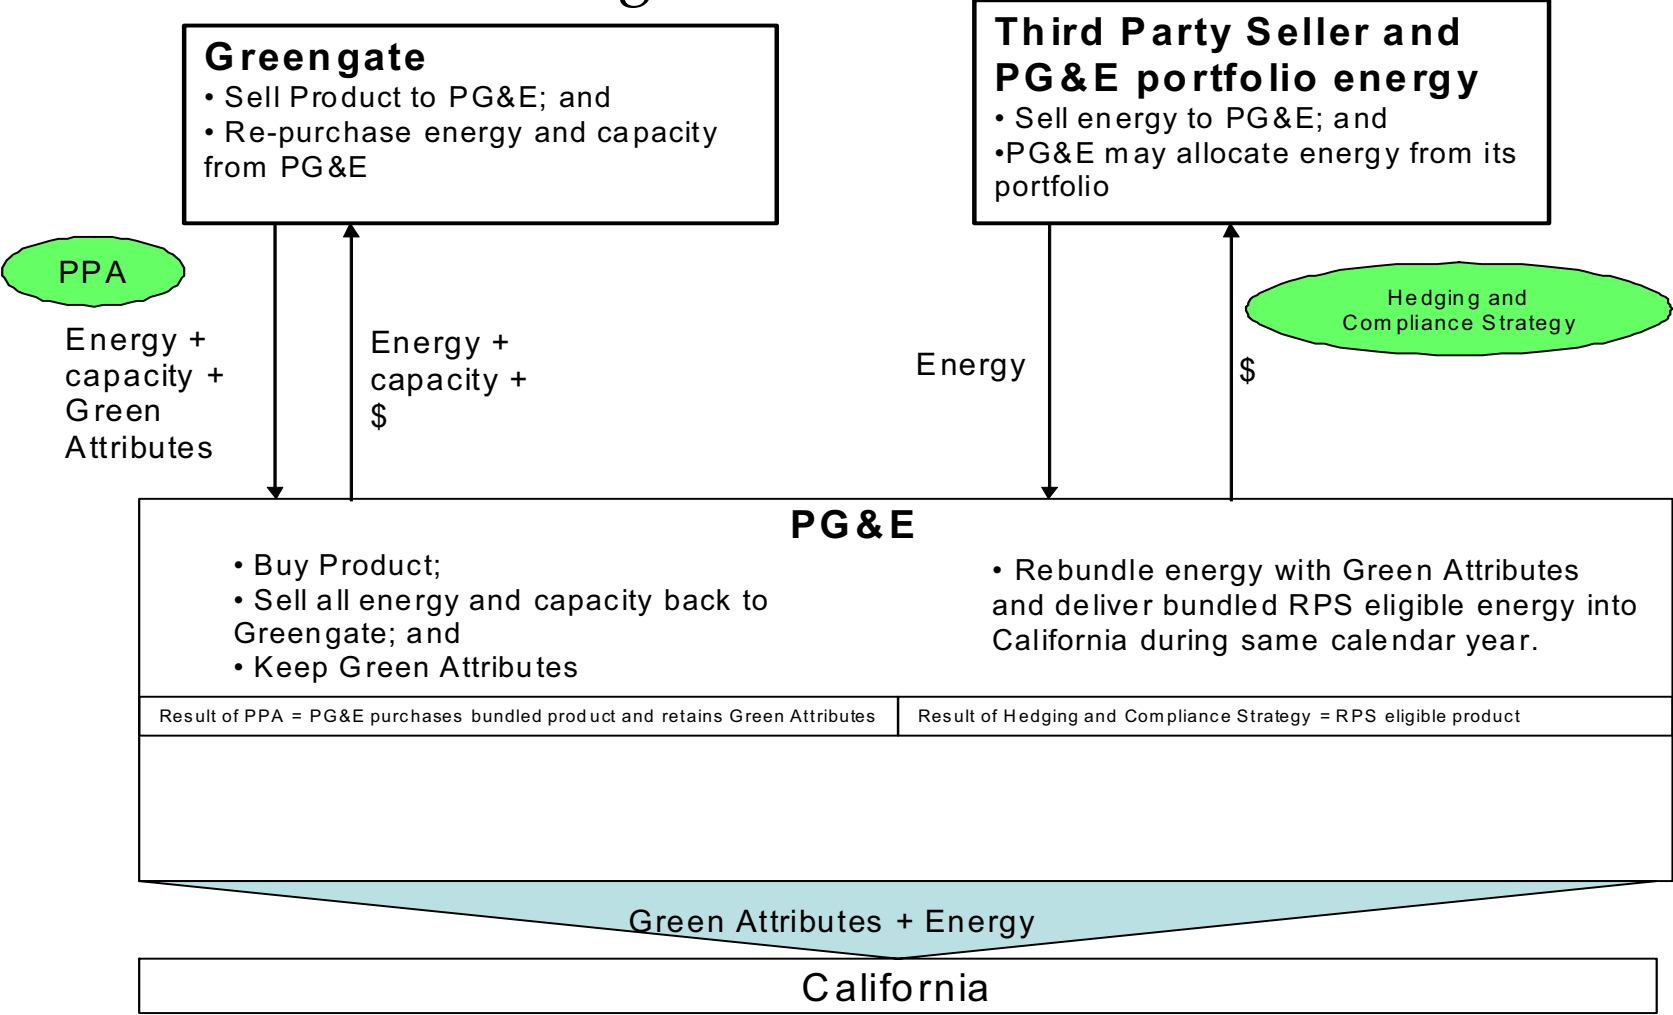 Greengate
• Sell Product to PG&E; and
• Re-purchase energy and capacity
from PG&E
Third Party Seller and
PG&E portfolio energy
• Sell energy to PG&E; and
•PG&E may allocate energy from its
portfolio
PPA
Energy +
capacity +
Green
Attributes
Energy +
capacity +
$
Energy
$
Hedging and
Compliance Strategy
PG&E
• Buy Product;
• Sell all energy and capacity back to
Greengate; and
• Keep Green Attributes
• Rebundle energy with Green Attributes
and deliver bundled RPS eligible energy into
California during same calendar year.
Result of PPA = PG&E purchases bundled product and retains Green Attributes
Result of Hedging and Compliance Strategy = RPS eligible product
Green Attributes + Energy
California